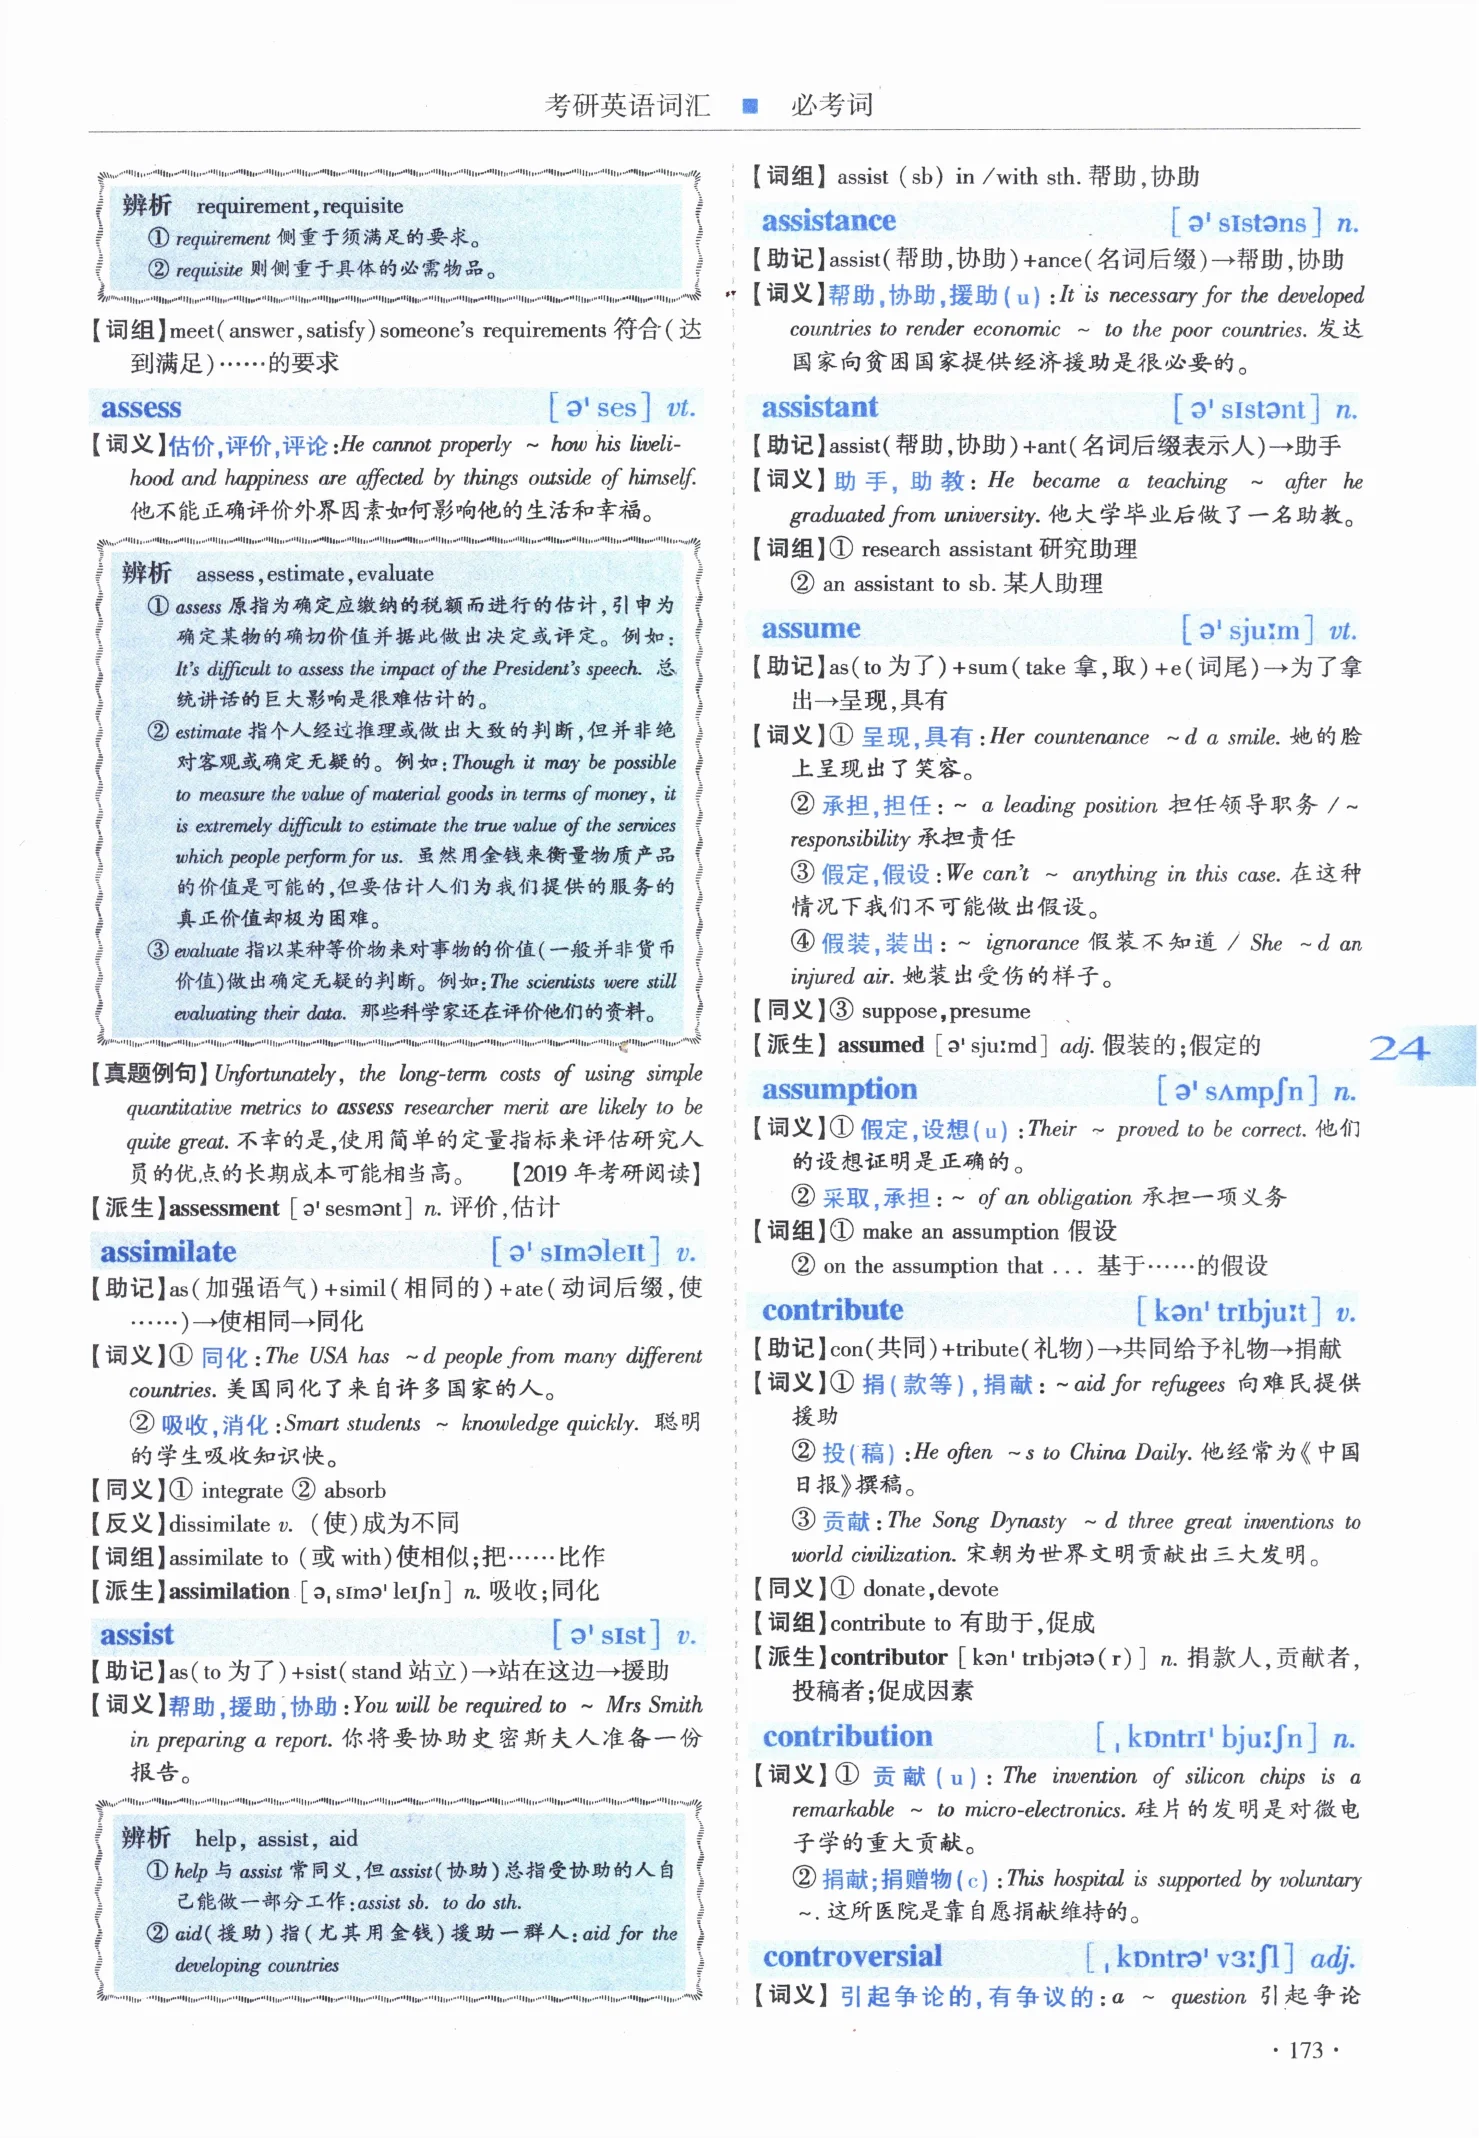 考研英语词汇 ■ 必考词
辨析 requirement,requisite
① requirement 侧重于须满足的要求。
② requisite 则侧重于具体的必需物品。
【词组】meet(answer,satisfy)someone's requirements 符合(达
到满足)……的要求
assess [ə'ses] vt.
【词义】估价,评价,评论:He cannot properly ~ how his liveli-
hood and happiness are affected by things outside of himself.
他不能正确评价外界因素如何影响他的生活和幸福。
辨析 assess,estimate,evaluate
① assess 原指为确定应缴纳的税额而进行的估计,引申为
确定某物的确切价值并据此做出决定或评定。例如:
It's difficult to assess the impact of the President's speech. 总
统讲话的巨大影响是很难估计的。
② estimate 指个人经过推理或做出大致的判断,但并非绝
对客观或确定无疑的。例如:Though it may be possible
to measure the value of material goods in terms of money, it
is extremely difficult to estimate the true value of the services
which people perform for us. 虽然用金钱来衡量物质产品
的价值是可能的,但要估计人们为我们提供的服务的
真正价值却极为困难。
③ evaluate 指以某种等价物来对事物的价值(一般并非货币
价值)做出确定无疑的判断。例如:The scientists were still
evaluating their data. 那些科学家还在评价他们的资料。
【真题例句】Unfortunately, the long-term costs of using simple
quantitative metrics to assess researcher merit are likely to be
quite great. 不幸的是,使用简单的定量指标来评估研究人
员的优点的长期成本可能相当高。 【2019 年考研阅读】
【派生】assessment [ə'sesmənt] n. 评价,估计
assimilate [ə'sɪməleɪt] v.
【助记】as(加强语气)+simil(相同的)+ate(动词后缀,使
……)→使相同→同化
【词义】① 同化:The USA has ~d people from many different
countries. 美国同化了来自许多国家的人。
② 吸收,消化:Smart students ~ knowledge quickly. 聪明
的学生吸收知识快。
【同义】① integrate ② absorb
【反义】dissimilate v. (使)成为不同
【词组】assimilate to (或 with)使相似;把……比作
【派生】assimilation [əˌsɪmə'leɪʃn] n. 吸收;同化
assist [ə'sɪst] v.
【助记】as(to 为了)+sist(stand 站立)→站在这边→援助
【词义】帮助,援助,协助:You will be required to ~ Mrs Smith
in preparing a report. 你将要协助史密斯夫人准备一份
报告。
辨析 help, assist, aid
① help 与 assist 常同义,但 assist(协助)总指受协助的人自
己能做一部分工作:assist sb. to do sth.
② aid(援助)指(尤其用金钱)援助一群人:aid for the
developing countries
【词组】assist (sb) in /with sth. 帮助,协助
assistance [ə'sɪstəns] n.
【助记】assist(帮助,协助)+ance(名词后缀)→帮助,协助
【词义】帮助,协助,援助(u):It is necessary for the developed
countries to render economic ~ to the poor countries. 发达
国家向贫困国家提供经济援助是很必要的。
assistant [ə'sɪstənt] n.
【助记】assist(帮助,协助)+ant(名词后缀表示人)→助手
【词义】助手, 助教: He became a teaching ~ after he
graduated from university. 他大学毕业后做了一名助教。
【词组】① research assistant 研究助理
② an assistant to sb. 某人助理
assume [ə'sjuːm] vt.
【助记】as(to 为了)+sum(take 拿,取)+e(词尾)→为了拿
出→呈现,具有
【词义】① 呈现,具有:Her countenance ~d a smile. 她的脸
上呈现出了笑容。
② 承担,担任: ~ a leading position 担任领导职务 / ~
responsibility 承担责任
③ 假定,假设:We can't ~ anything in this case. 在这种
情况下我们不可能做出假设。
④ 假装,装出: ~ ignorance 假装不知道 / She ~d an
injured air. 她装出受伤的样子。
【同义】③ suppose,presume
【派生】assumed [ə'sjuːmd] adj. 假装的;假定的
24
assumption [ə'sʌmpʃn] n.
【词义】① 假定,设想(u):Their ~ proved to be correct. 他们
的设想证明是正确的。
② 采取,承担: ~ of an obligation 承担一项义务
【词组】① make an assumption 假设
② on the assumption that ... 基于……的假设
contribute [kən'trɪbjuːt] v.
【助记】con(共同)+tribute(礼物)→共同给予礼物→捐献
【词义】① 捐(款等),捐献: ~aid for refugees 向难民提供
援助
② 投(稿):He often ~s to China Daily. 他经常为《中国
日报》撰稿。
③ 贡献:The Song Dynasty ~d three great inventions to
world civilization. 宋朝为世界文明贡献出三大发明。
【同义】① donate,devote
【词组】contribute to 有助于,促成
【派生】contributor [kən'trɪbjətə(r)] n. 捐款人,贡献者,
投稿者;促成因素
contribution [ˌkɒntrɪ'bjuːʃn] n.
【词义】① 贡献(u): The invention of silicon chips is a
remarkable ~ to micro-electronics. 硅片的发明是对微电
子学的重大贡献。
② 捐献;捐赠物(c):This hospital is supported by voluntary
~. 这所医院是靠自愿捐献维持的。
controversial [ˌkɒntrə'vɜːʃl] adj.
【词义】引起争论的,有争议的:a ~ question 引起争论
· 173 ·